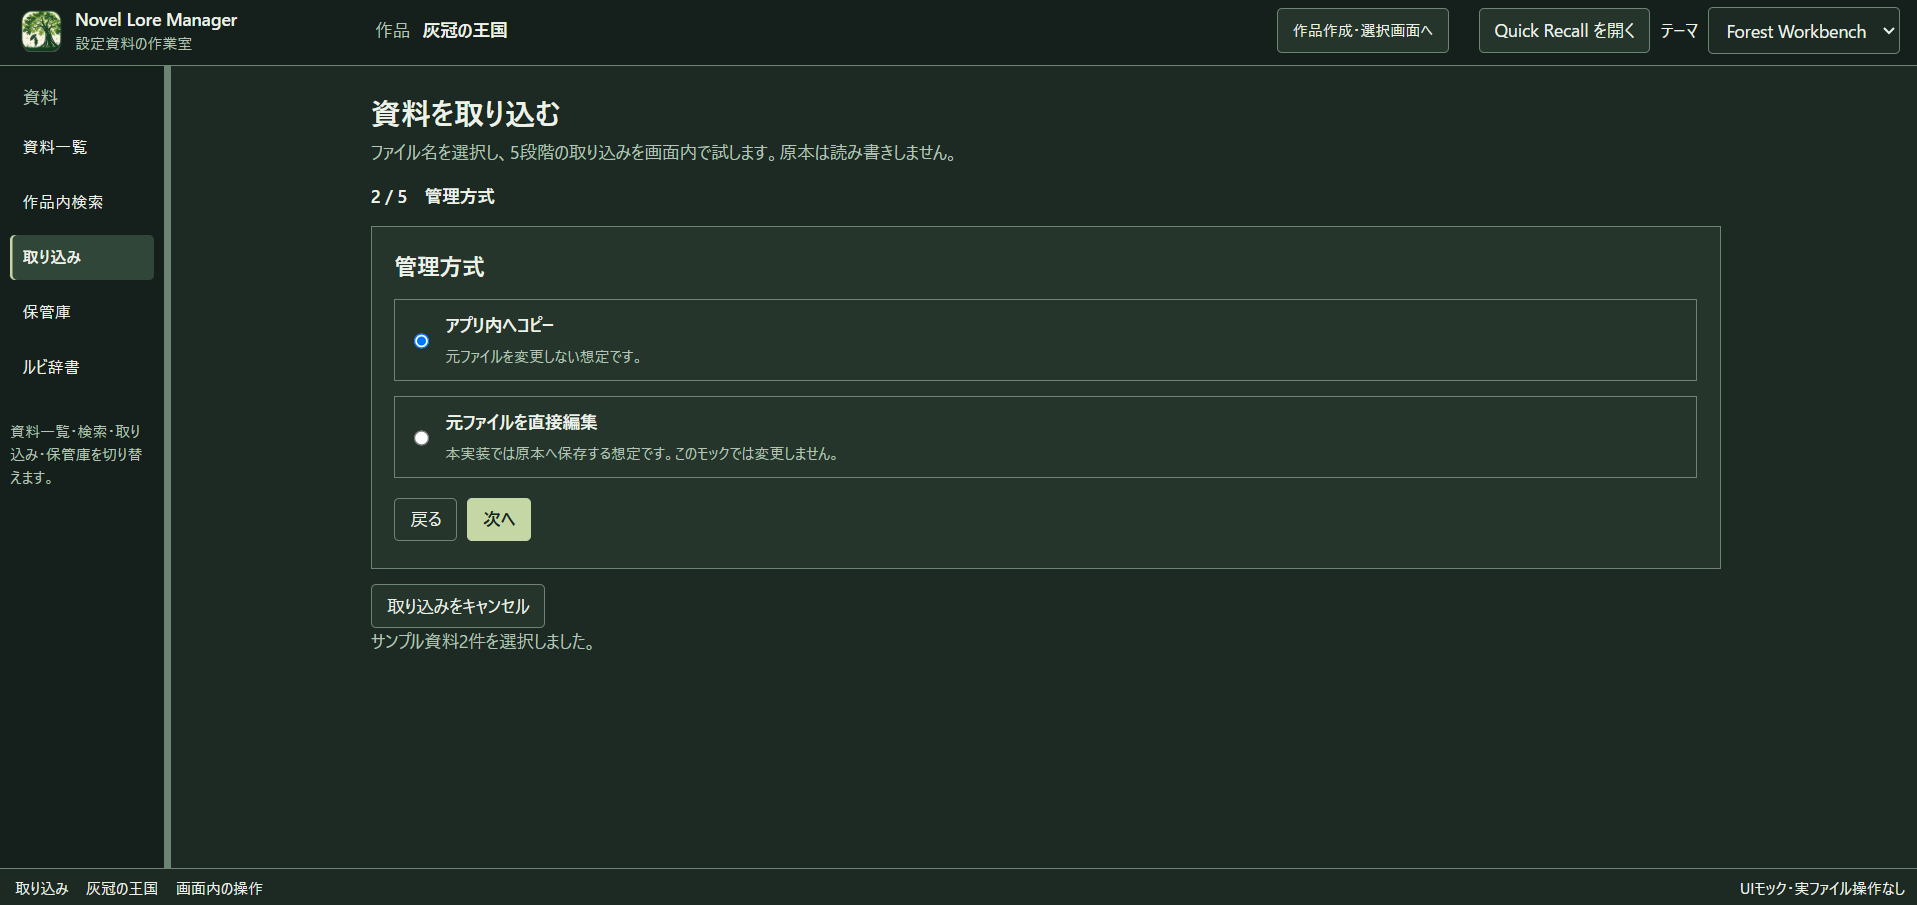 Novel Lore Manager
設定資料の作業室
作品 灰冠の王国
作品作成・選択画面へ
Quick Recall を開く
テーマ
Forest Workbench
資料
資料一覧
作品内検索
取り込み
保管庫
ルビ辞書
資料一覧・検索・取り
込み・保管庫を切り替
えます。
資料を取り込む
ファイル名を選択し、5段階の取り込みを画面内で試します。原本は読み書きしません。
2 / 5 管理方式
管理方式
アプリ内へコピー
元ファイルを変更しない想定です。
元ファイルを直接編集
本実装では原本へ保存する想定です。このモックでは変更しません。
戻る
次へ
取り込みをキャンセル
サンプル資料2件を選択しました。
取り込み 灰冠の王国 画面内の操作
UIモック・実ファイル操作なし